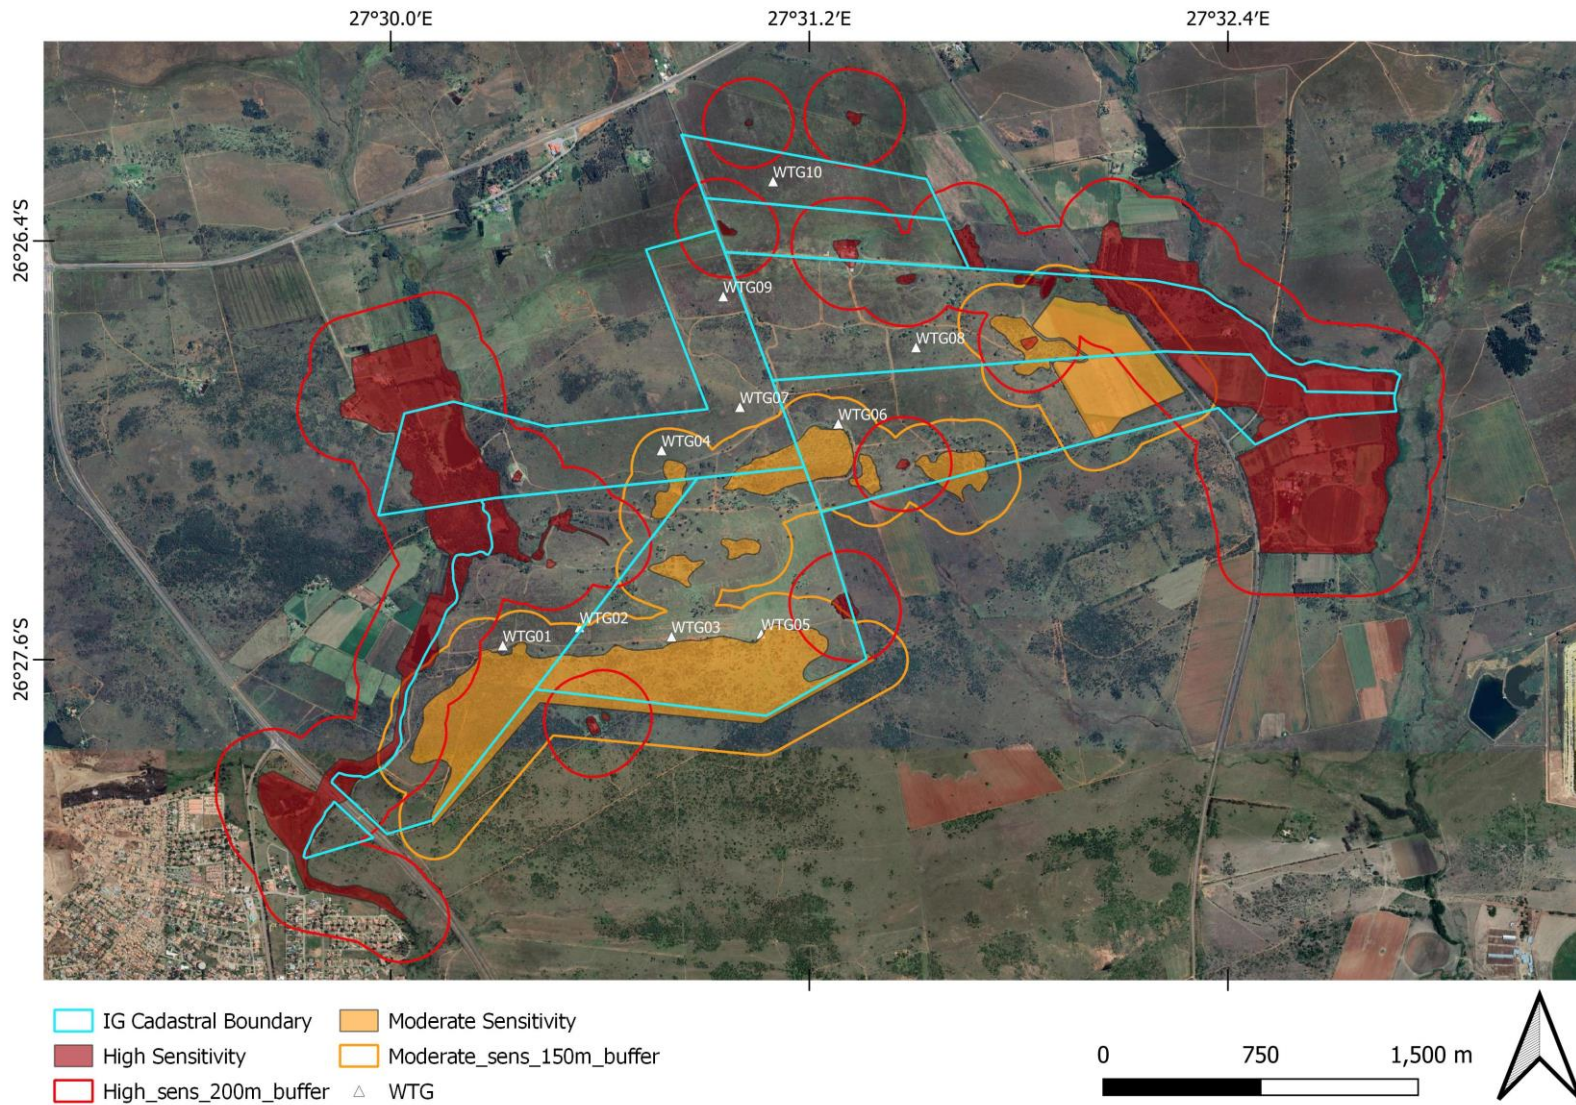 27°30.0′E
27°31.2′E
27°32.4′E
26°26.4′S
26°27.6′S
WTG10
WTG09
WTG08
WTG07
WTG06
WTG04
WTG02
WTG01
WTG03
WTG05
IG Cadastral Boundary
High Sensitivity
High_sens_200m_buffer
Moderate Sensitivity
Moderate_sens_150m_buffer
WTG
0 750 1,500 m